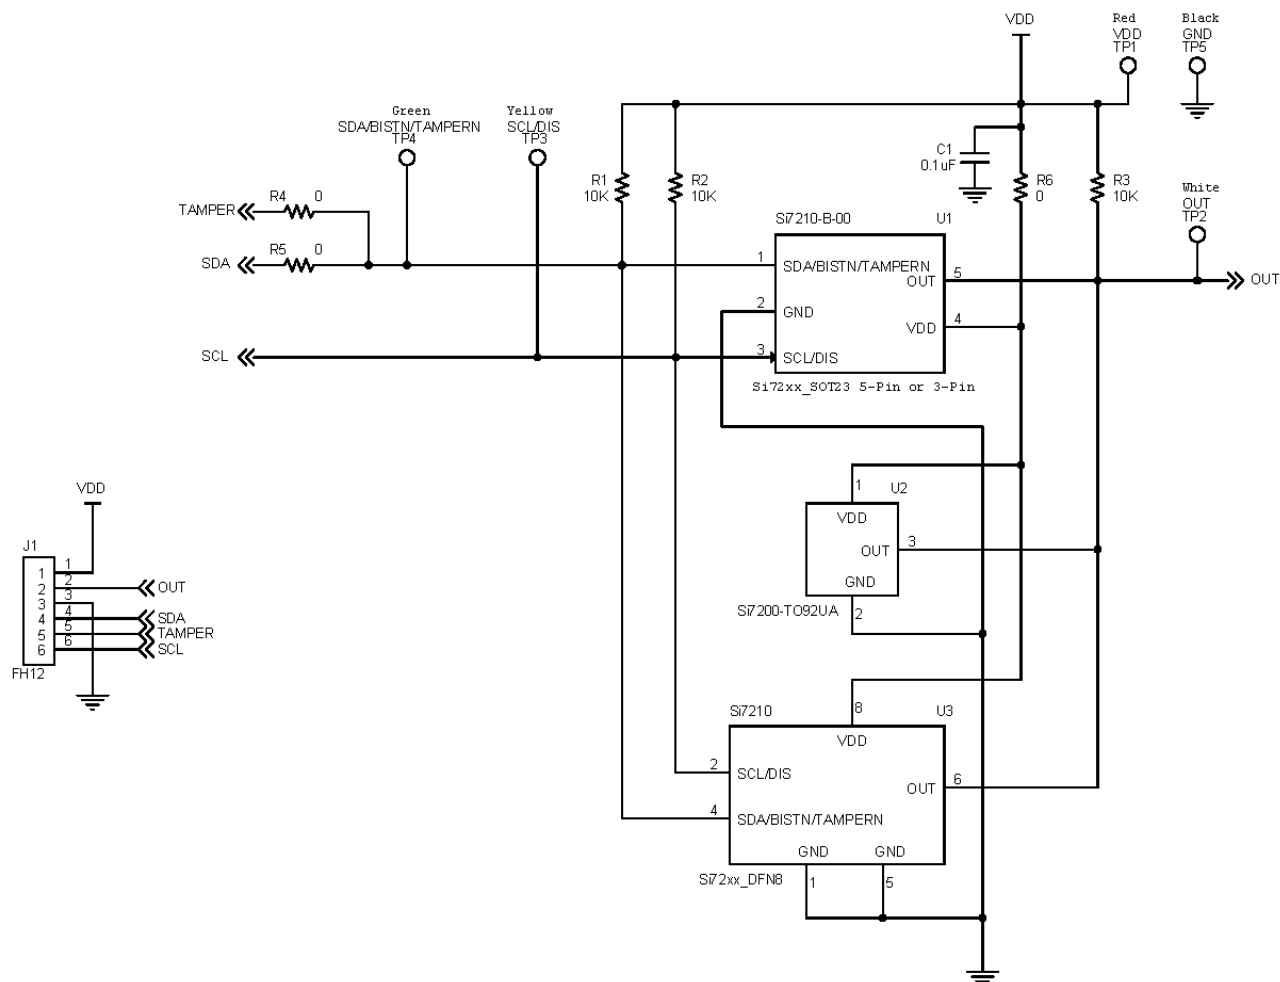 VDD
Red
VDD
TP1
Black
GND
TP5
Green
SDA/BISTN/TAMPERN
TP4
Yellow
SCL/DIS
TP3
C1
0.1uF
R1
10K
R2
10K
R6
0
R3
10K
White
OUT
TP2
TAMPER
R4
0
SDA
R5
0
SCL
Si7210-B-00
U1
1
SDA/BISTN/TAMPERN
OUT
5
2
GND
VDD
4
3
SCL/DIS
Si72xx_SOT23 5-Pin or 3-Pin
OUT
VDD
J1
1
1
2
2
OUT
3
3
4
4
SDA
5
5
TAMPER
6
6
SCL
FH12
1
U2
VDD
OUT
3
GND
Si7200-TO92UA
2
Si7210
8
U3
VDD
2
SCL/DIS
OUT
6
4
SDA/BISTN/TAMPERN
GND
GND
Si72xx_DFN8
1
5